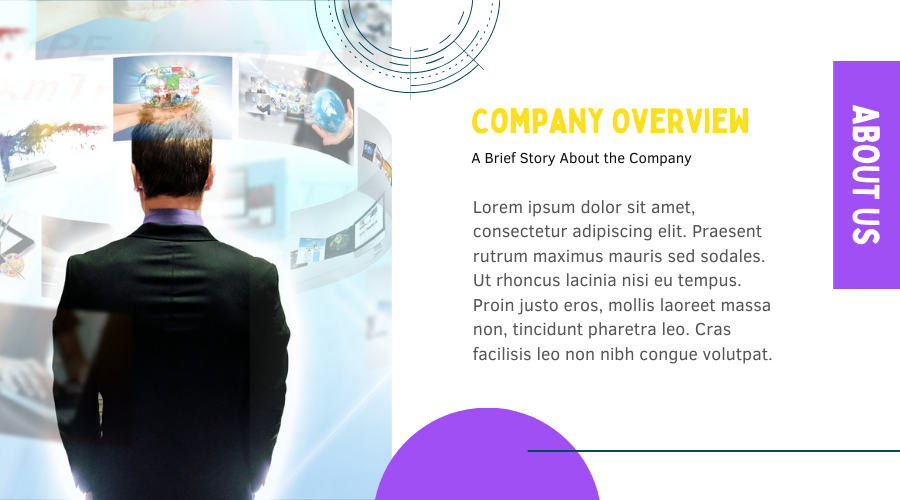 COMPANY OVERVIEW
A Brief Story About the Company
Lorem ipsum dolor sit amet,
consectetur adipiscing elit. Praesent
rutrum maximus mauris sed sodales.
Ut rhoncus lacinia nisi eu tempus.
Proin justo eros, mollis laoreet massa
non, tincidunt pharetra leo. Cras
facilisis leo non nibh congue volutpat.
ABOUT US